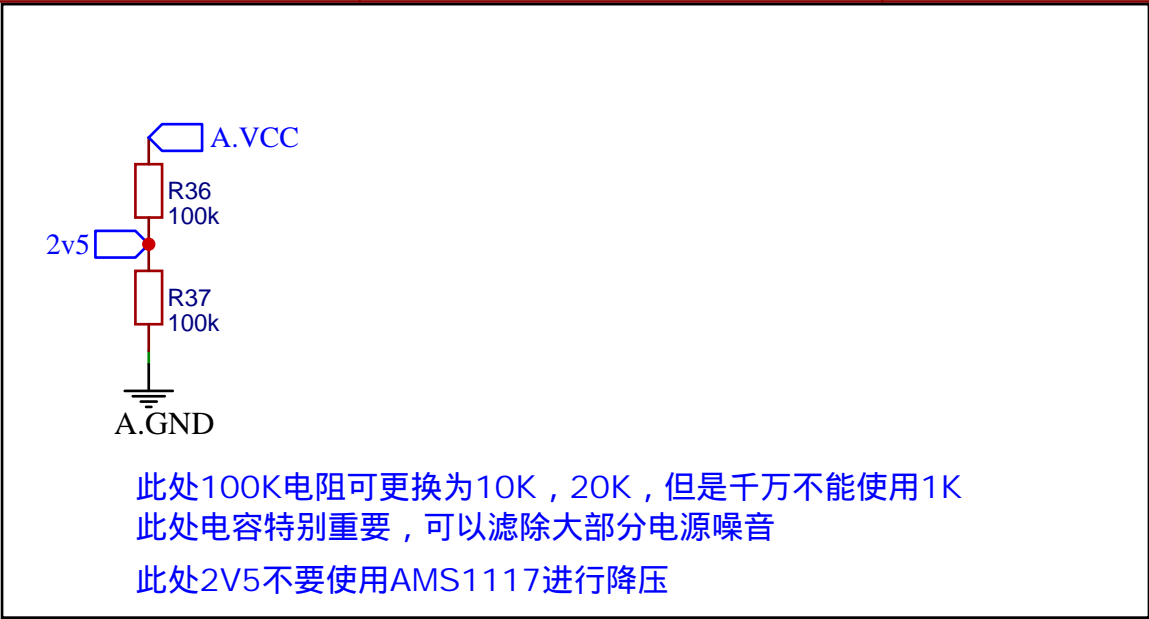 A.VCC
R36
100k
2v5
R37
100k
A.GND
此处100K电阻可更换为10K，20K，但是千万不能使用1K
此处电容特别重要，可以滤除大部分电源噪音
此处2V5不要使用AMS1117进行降压